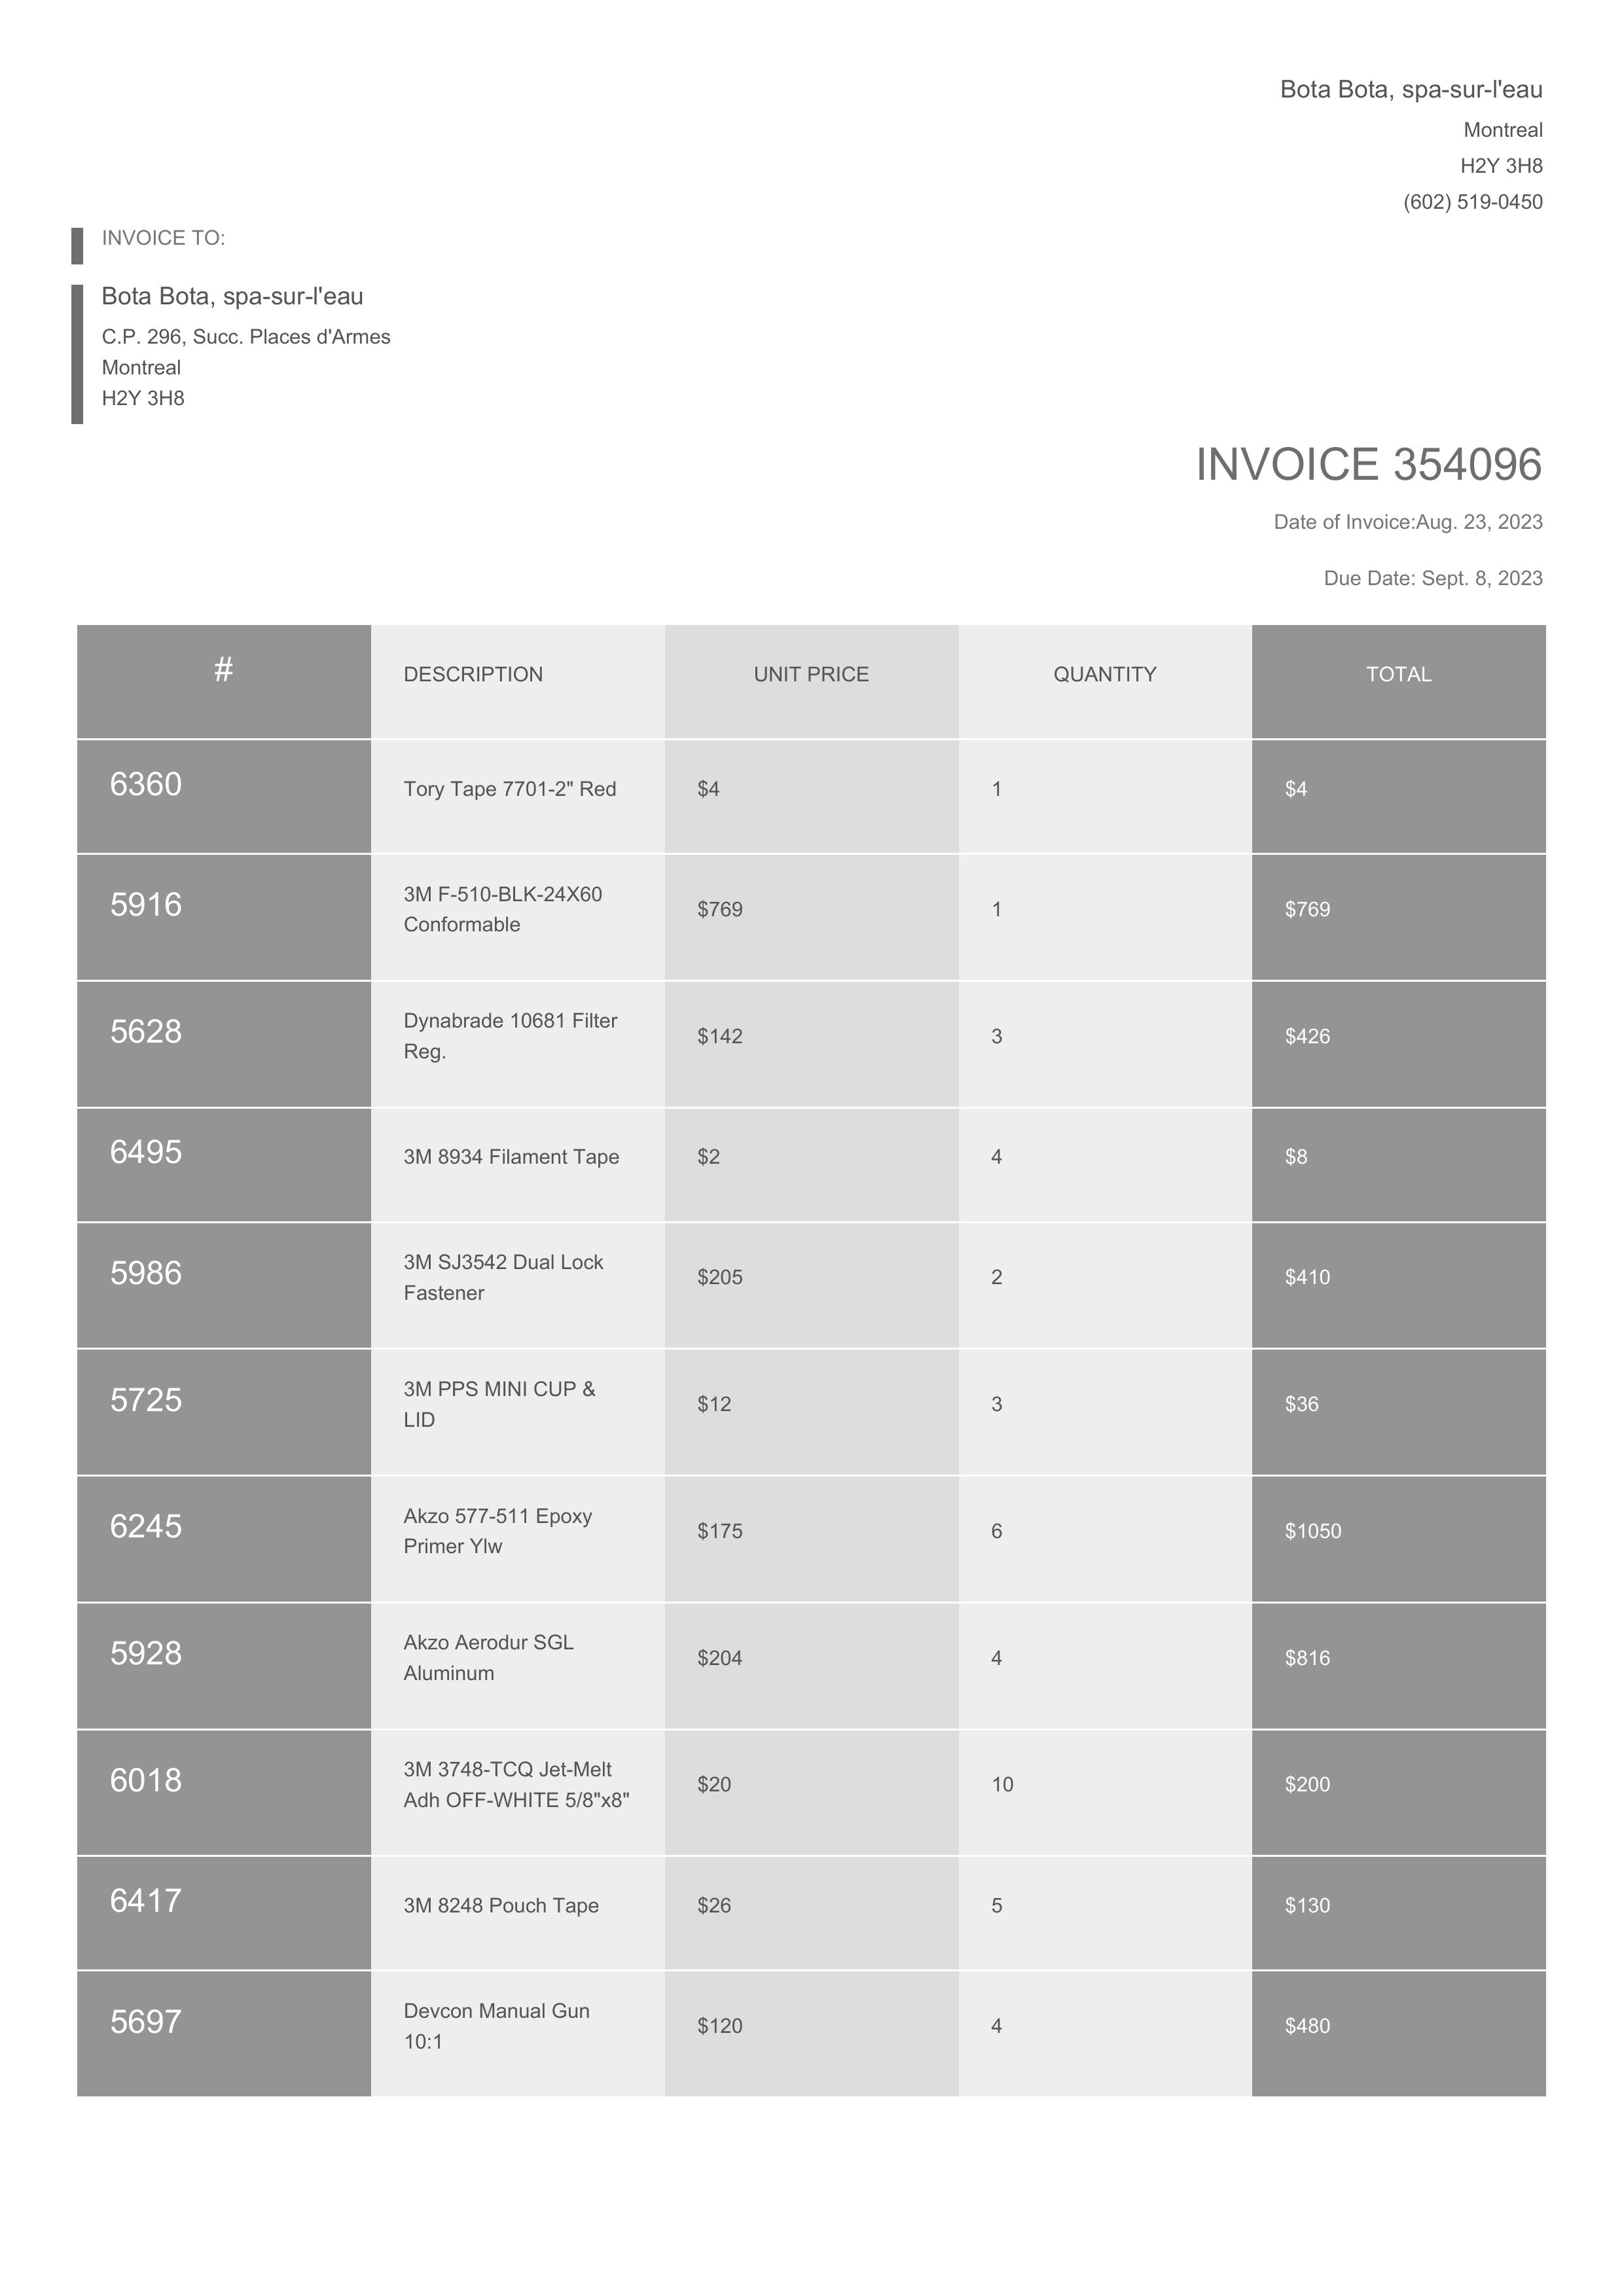 Bota Bota, spa-sur-l'eau
Montreal
H2Y 3H8
(602) 519-0450
INVOICE TO:
Bota Bota, spa-sur-l'eau
C.P. 296, Succ. Places d'Armes
Montreal
H2Y 3H8
INVOICE 354096
Date of Invoice:Aug. 23, 2023
Due Date: Sept. 8, 2023
# DESCRIPTION UNIT PRICE QUANTITY TOTAL
6360 Tory Tape 7701-2" Red $4 1 $4
5916 3M F-510-BLK-24X60
Conformable $769 1 $769
5628 Dynabrade 10681 Filter
Reg. $142 3 $426
6495 3M 8934 Filament Tape $2 4 $8
5986 3M SJ3542 Dual Lock
Fastener $205 2 $410
5725 3M PPS MINI CUP &
LID $12 3 $36
6245 Akzo 577-511 Epoxy
Primer Ylw $175 6 $1050
5928 Akzo Aerodur SGL
Aluminum $204 4 $816
6018 3M 3748-TCQ Jet-Melt
Adh OFF-WHITE 5/8"x8" $20 10 $200
6417 3M 8248 Pouch Tape $26 5 $130
5697 Devcon Manual Gun
10:1 $120 4 $480